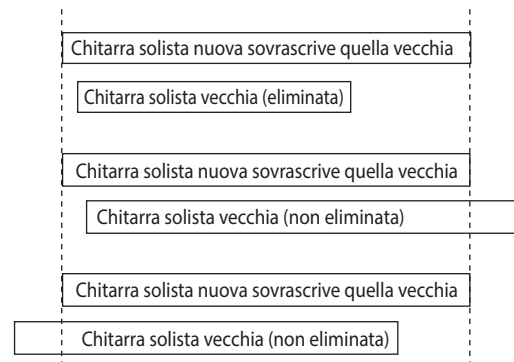 Chitarra solista nuova sovrascrive quella vecchia
Chitarra solista vecchia (eliminata)
Chitarra solista nuova sovrascrive quella vecchia
Chitarra solista vecchia (non eliminata)
Chitarra solista nuova sovrascrive quella vecchia
Chitarra solista vecchia (non eliminata)